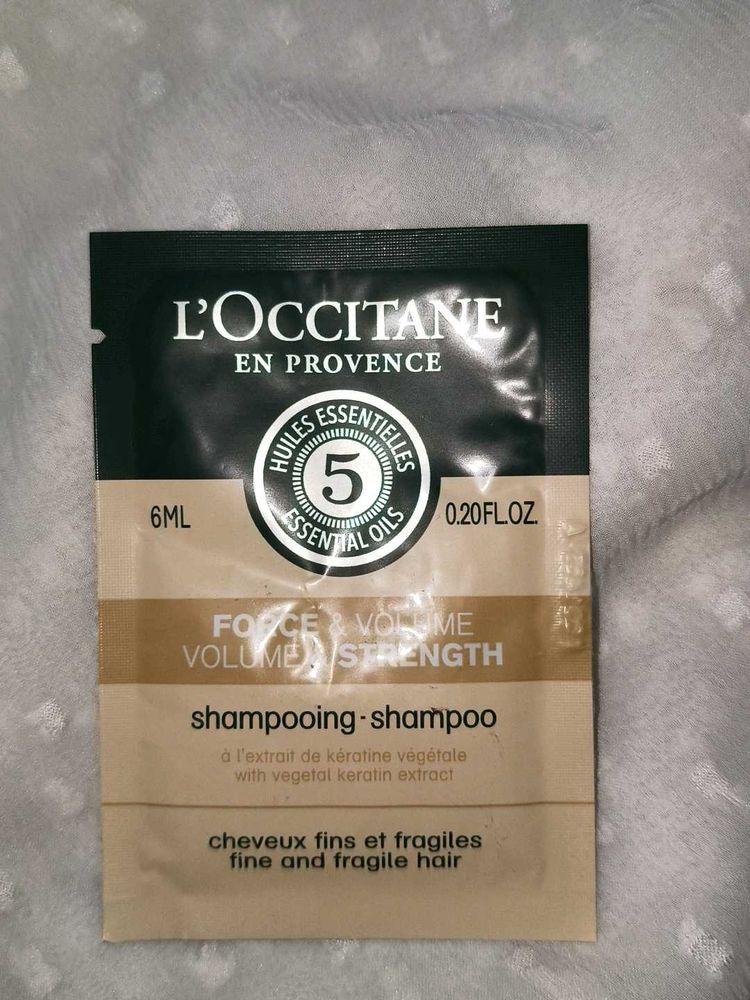 L'OCCITANE
EN PROVENCE
HUILES ESSENTIELLES
5
ESSENTIAL OILS
6ML
0.20FL.OZ.
FORCE & VOLUME
VOLUME & STRENGTH
shampooing - shampoo
à l'extrait de kératine végétale
with vegetal keratin extract
cheveux fins et fragiles
fine and fragile hair